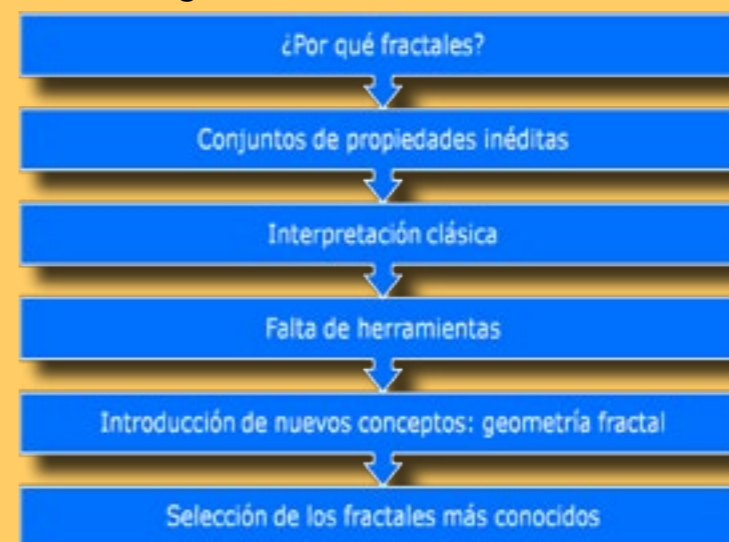 ¿Por qué fractales?
Conjuntos de propiedades inéditas
Interpretación clásica
Falta de herramientas
Introducción de nuevos conceptos: geometría fractal
Selección de los fractales más conocidos